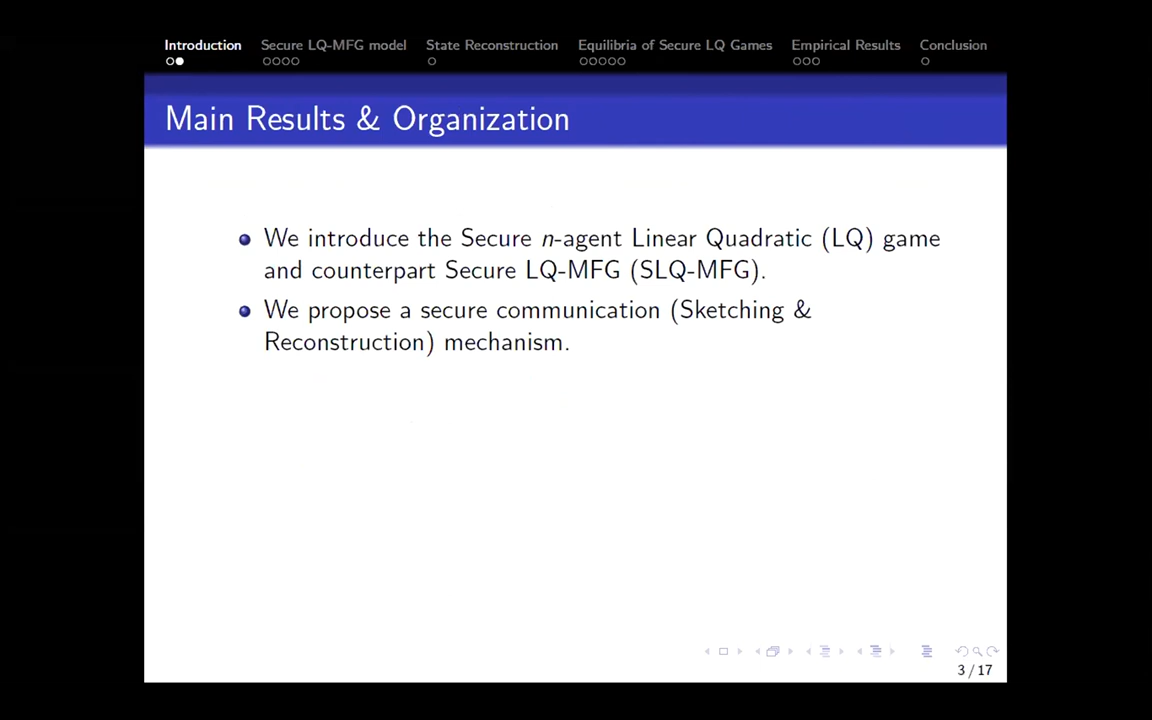 Introduction Secure LQ-MFG model State Reconstruction Equilibria of Secure LQ Games Empirical Results Conclusion
Main Results & Organization
We introduce the Secure n-agent Linear Quadratic (LQ) game
and counterpart Secure LQ-MFG (SLQ-MFG).
We propose a secure communication (Sketching &
Reconstruction) mechanism.
3 / 17